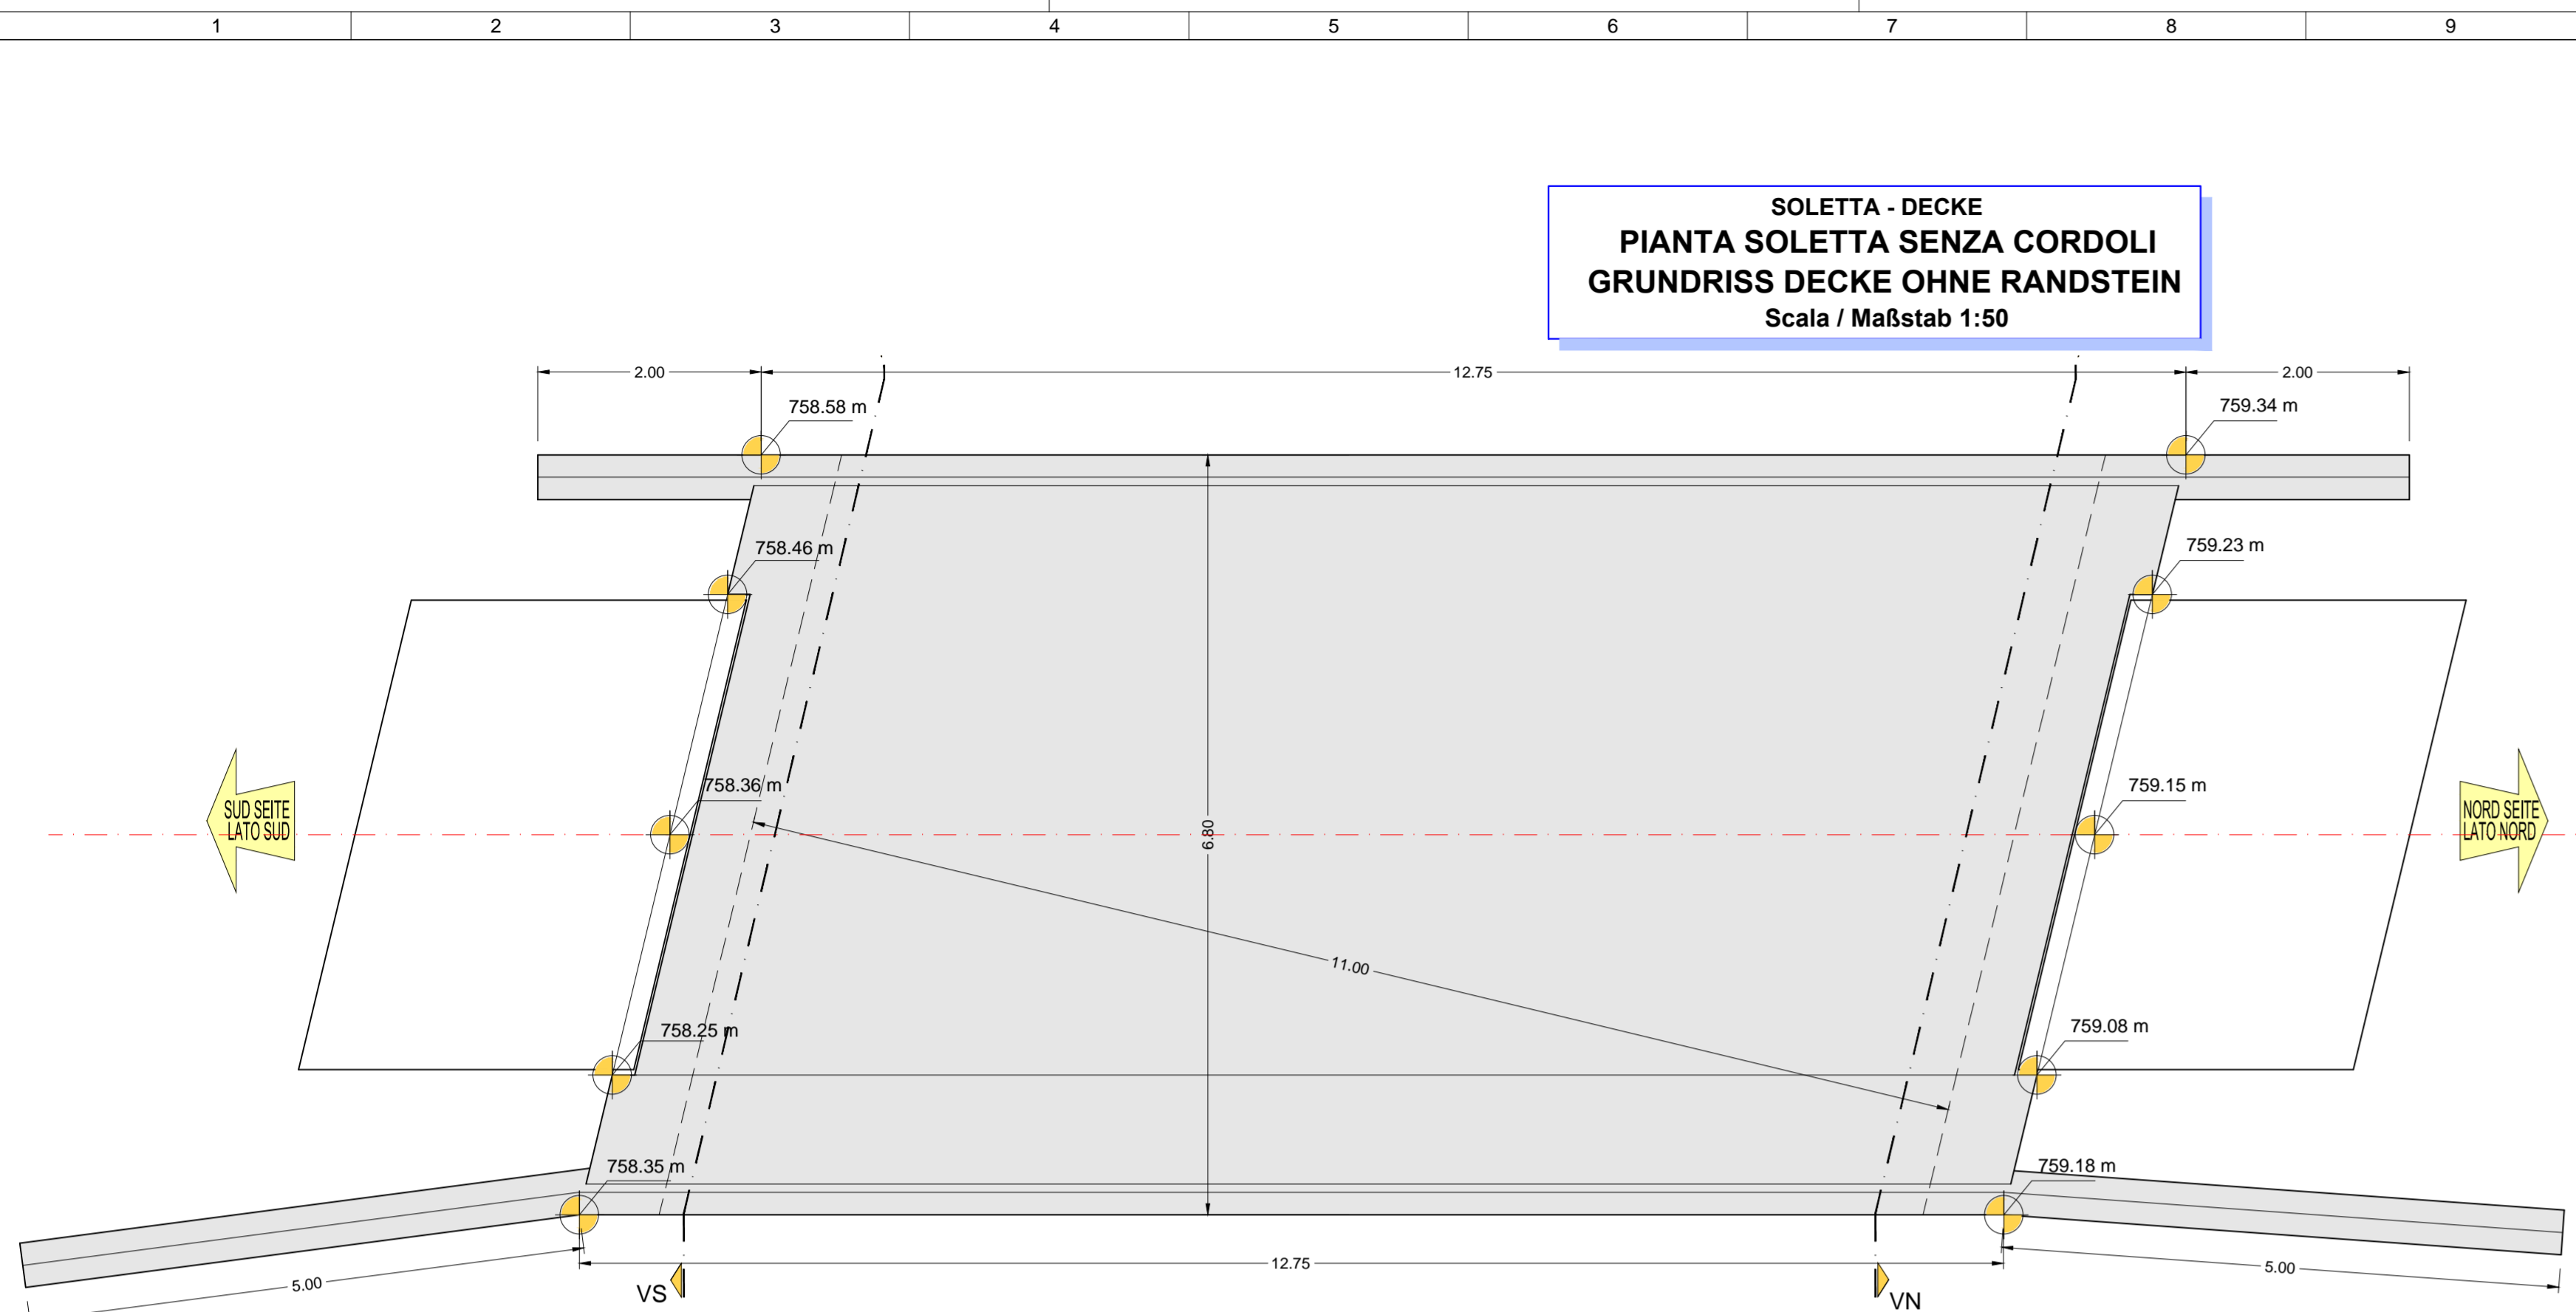 1 2 3 4 5 6 7 8 9
SOLETTA - DECKE
PIANTA SOLETTA SENZA CORDOLI
GRUNDRISS DECKE OHNE RANDSTEIN
Scala / Maßstab 1:50
2.00 12.75 2.00
758.58 m 759.34 m
758.46 m 759.23 m
758.36 m 759.15 m
SUD SEITE
LATO SUD
NORD SEITE
LATO NORD
6.80
11.00
758.25 m 759.08 m
758.35 m 759.18 m
5.00 12.75 5.00
VS VN